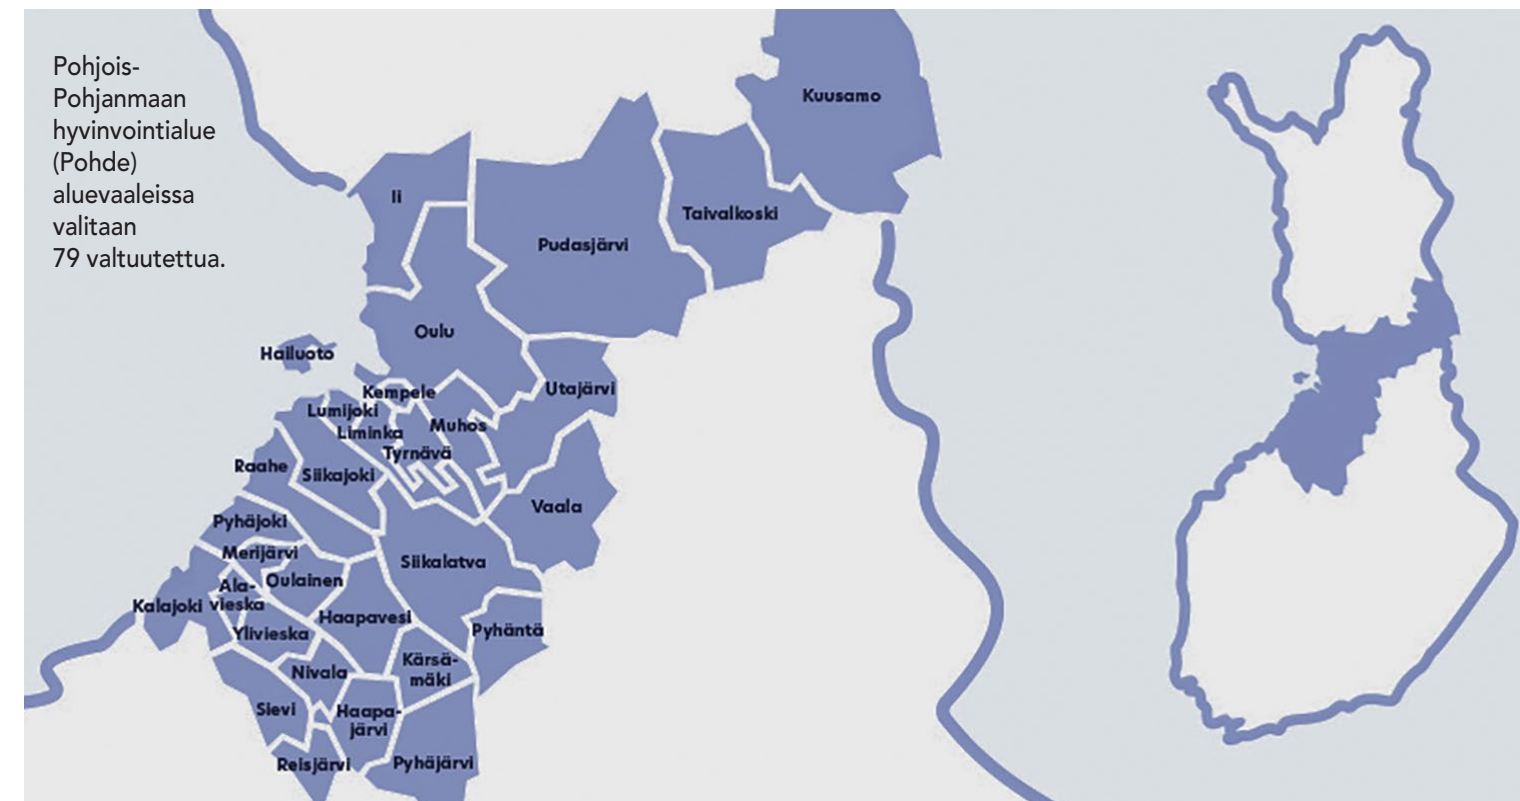 Pohjois-
Pohjanmaan
hyvinvointialue
(Pohde)
aluevaaleissa
valitaan
79 valtuutettua.
Kuusamo
Ii
Taivalkoski
Pudasjärvi
Oulu
Hailuoto
Utajärvi
Kempele
Lumijoki
Muhos
Liminka
Tyrnävä
Raahe
Siikajoki
Vaala
Pyhäjoki
Merijärvi
Siikalatva
Oulainen
Ala-
vieska
Kalajoki
Haapavesi
Ylivieska
Pyhäntä
Kärsä-
mäki
Nivala
Sievi
Haapa-
järvi
Reisjärvi
Pyhäjärvi